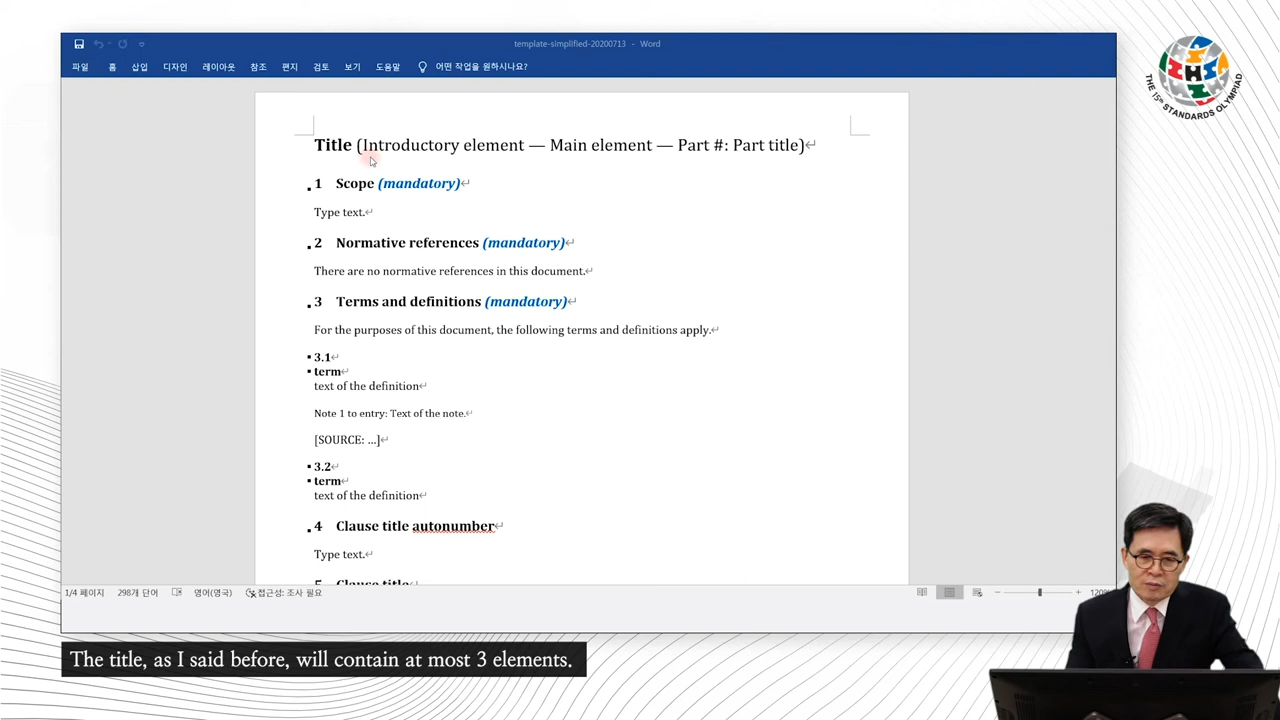 template-simplified-20200713 - Word
파일 홈 삽입 디자인 레이아웃 참조 편지 검토 보기 도움말 어떤 작업을 원하시나요?
THE 15th STANDARDS OLYMPIAD
Title (Introductory element — Main element — Part #: Part title)↵
1 Scope (mandatory)↵
Type text.↵
2 Normative references (mandatory)↵
There are no normative references in this document.↵
3 Terms and definitions (mandatory)↵
For the purposes of this document, the following terms and definitions apply.↵
3.1↵
term↵
text of the definition↵
Note 1 to entry: Text of the note.↵
[SOURCE: …]↵
3.2↵
term↵
text of the definition↵
4 Clause title autonumber↵
Type text.↵
5 Clause title↵
1/4 페이지 298개 단어 영어(영국) 접근성: 조사 필요 − +
The title, as I said before, will contain at most 3 elements.